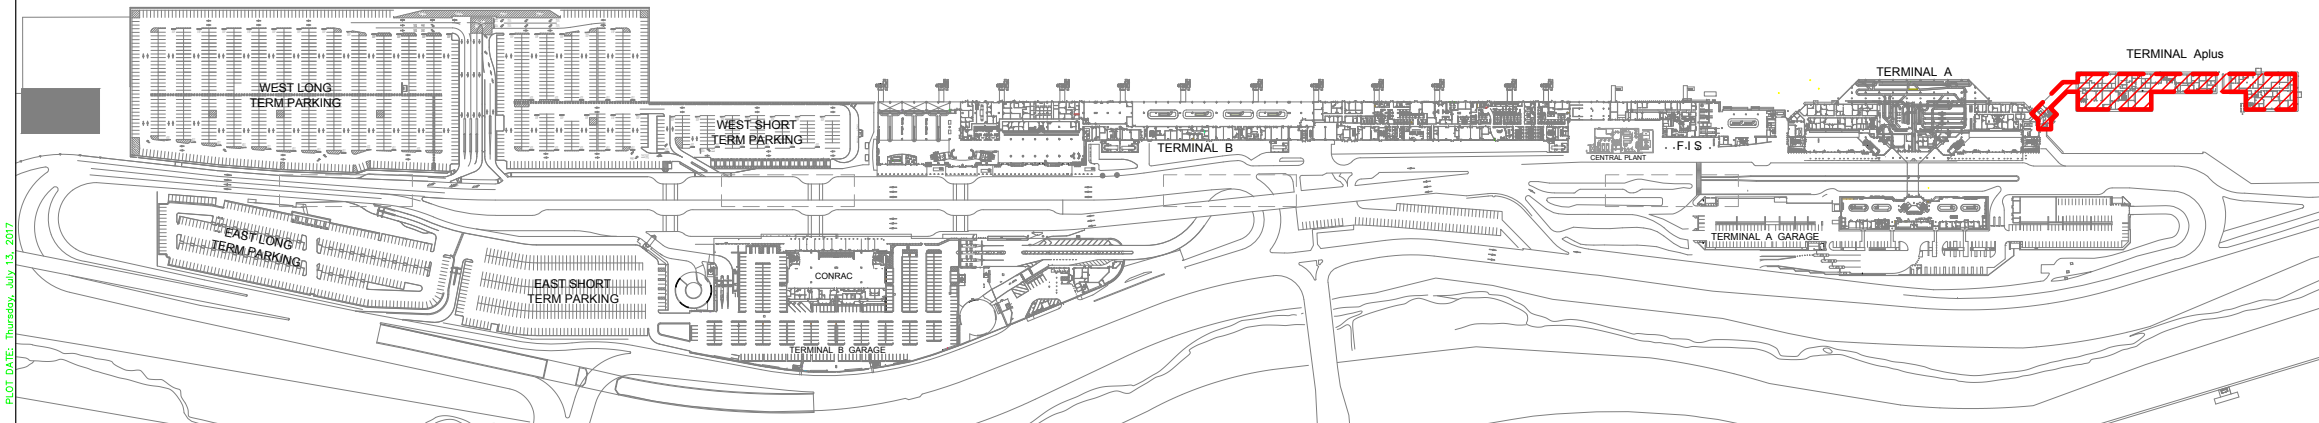 TERMINAL Aplus
TERMINAL A
WEST LONG
TERM PARKING
WEST SHORT
TERM PARKING
TERMINAL B
F I S
CENTRAL PLANT
EAST LONG
TERM PARKING
TERMINAL A GARAGE
CONRAC
EAST SHORT
TERM PARKING
TERMINAL B GARAGE
PLOT DATE: Thursday, July 13, 2017